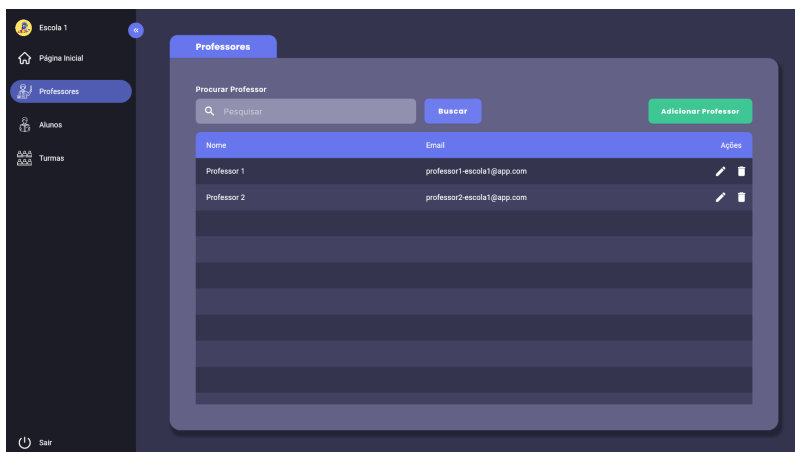 Escola 1
Página Inicial
Professores
Alunos
Turmas
Sair
Professores
Procurar Professor
Pesquisar
Buscar
Adicionar Professor
Nome Email Ações
Professor 1 professor1-escola1@app.com
Professor 2 professor2-escola1@app.com